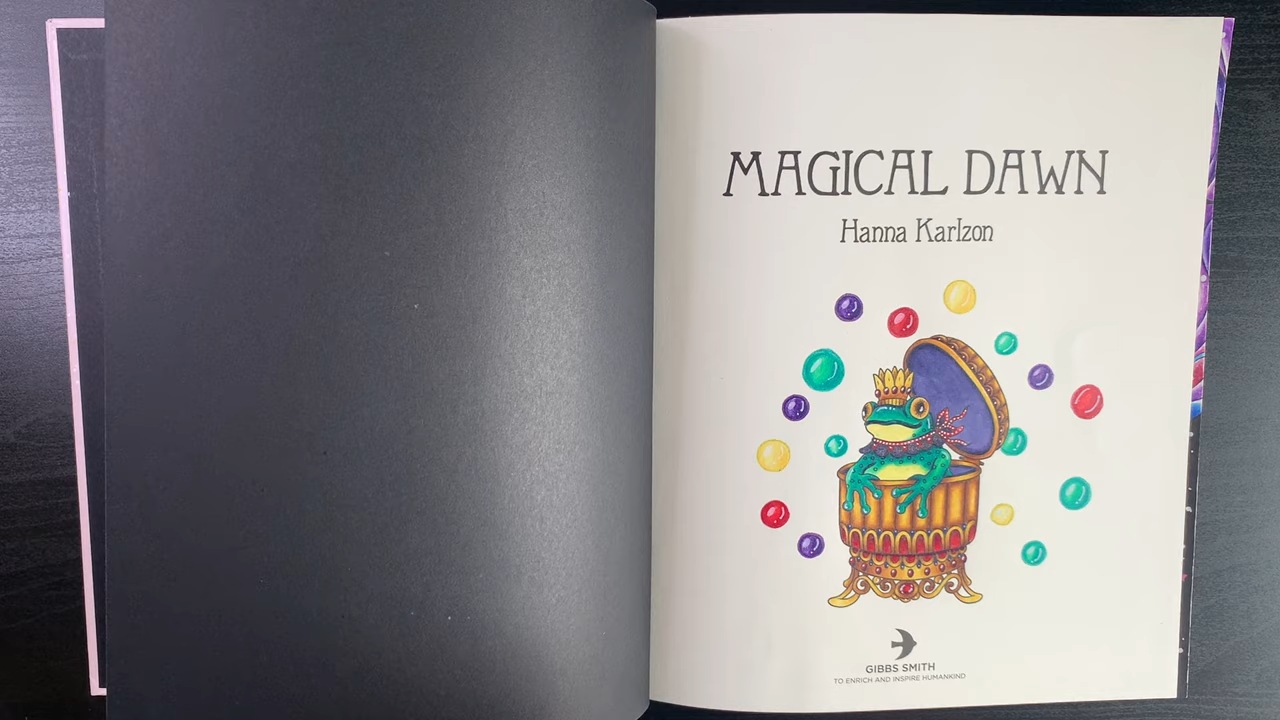 MAGICAL DAWN
Hanna Karlzon
GIBBS SMITH
TO ENRICH AND INSPIRE HUMANKIND